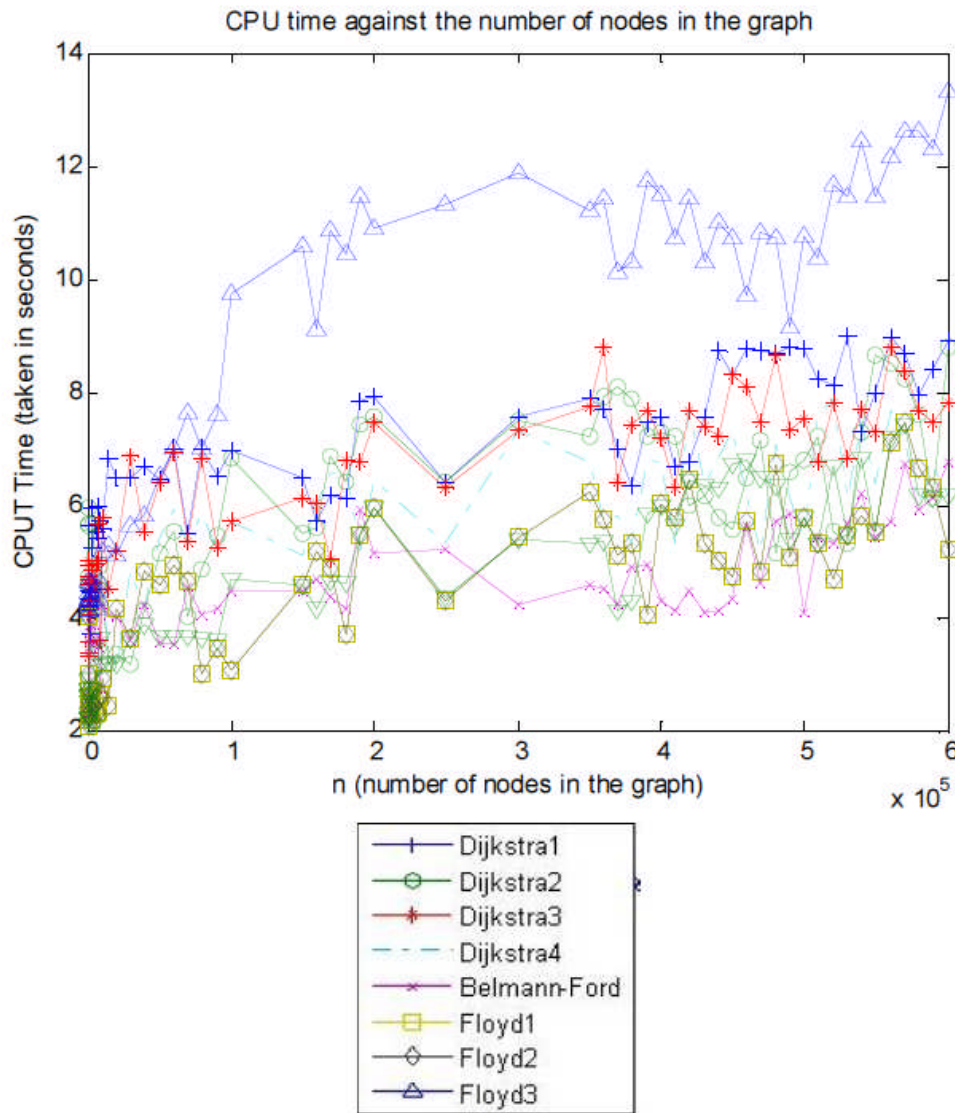 CPU time against the number of nodes in the graph
14
12
10
8
6
4
2
CPUT Time (taken in seconds)
0 1 2 3 4 5 6
n (number of nodes in the graph)
x 10^5
Dijkstra1
Dijkstra2
Dijkstra3
Dijkstra4
Belmann-Ford
Floyd1
Floyd2
Floyd3